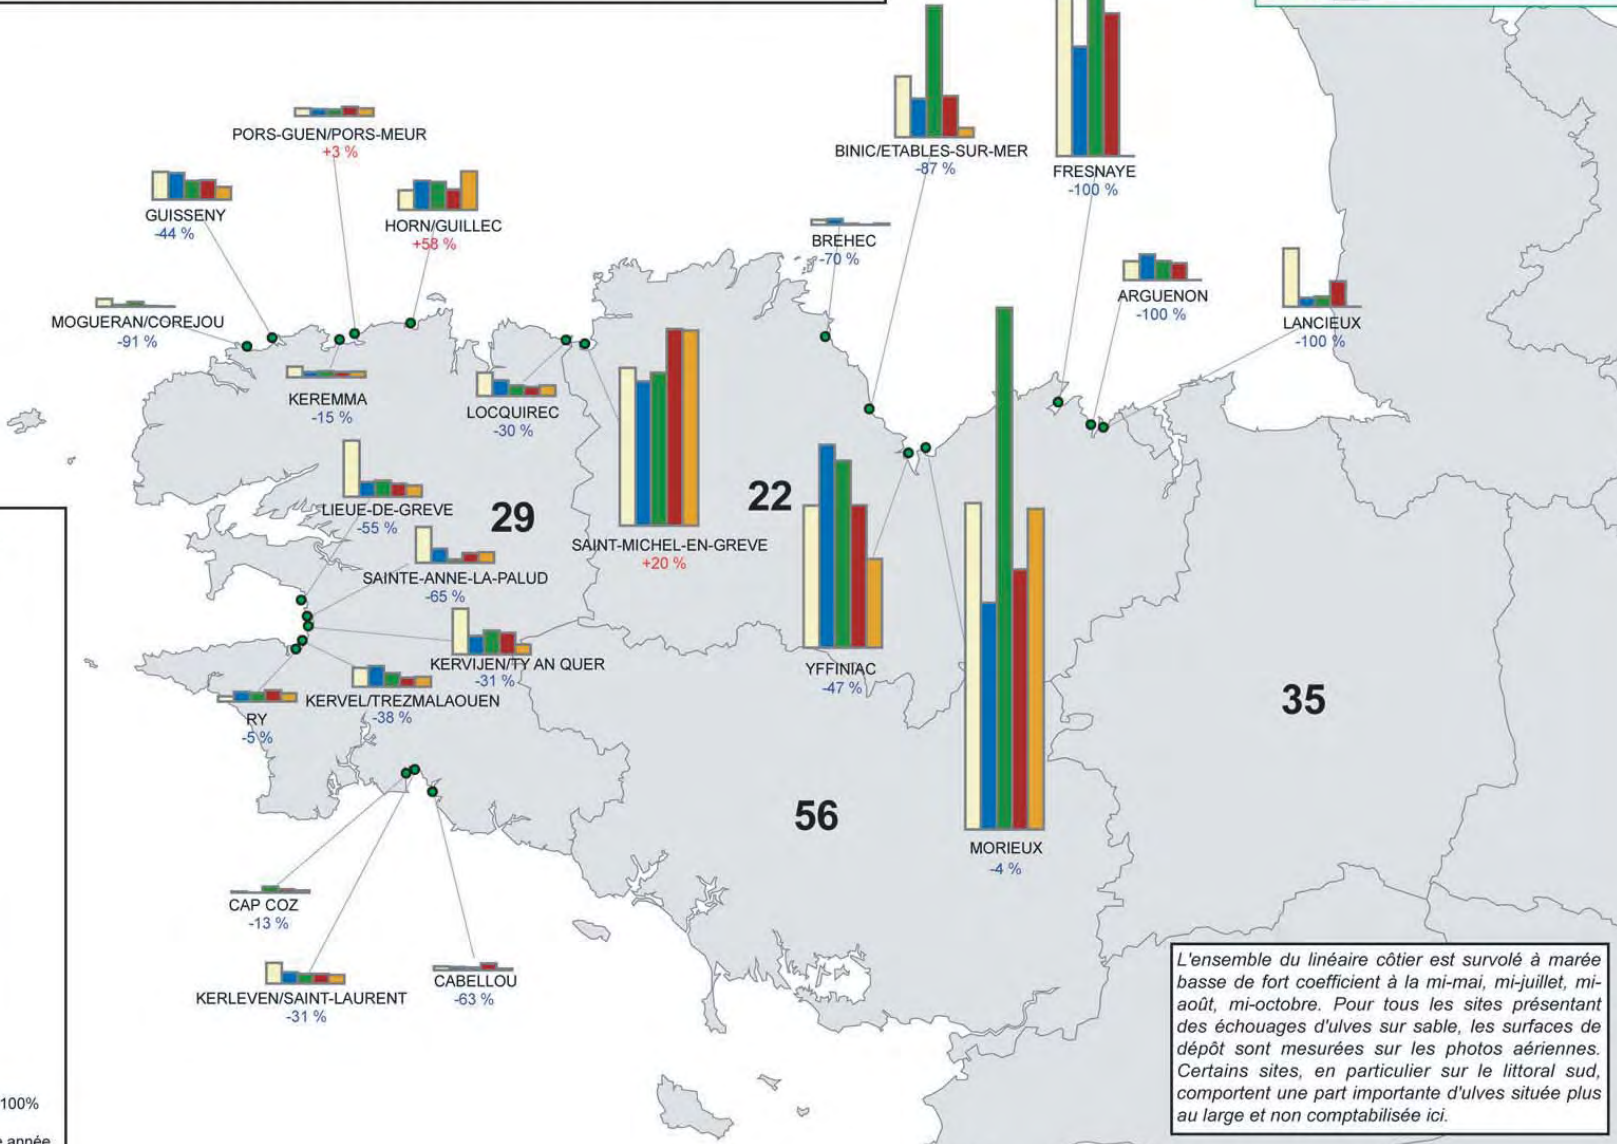 PORS-GUEN/PORS-MEUR
+3 %
GUISSENY
-44 %
HORN/GUILLEC
+58 %
BINIC/ETABLES-SUR-MER
-87 %
FRESNAYE
-100 %
BREHEC
-70 %
ARGUENON
-100 %
LANCIEUX
-100 %
MOGUERAN/COREJOU
-91 %
KEREMMA
-15 %
LOCQUIREC
-30 %
LIEUE-DE-GREVE
-55 %
29
22
SAINT-MICHEL-EN-GREVE
+20 %
SAINTE-ANNE-LA-PALUD
-65 %
KERVIJEN/TY AN QUER
-31 %
YFFINIAC
-47 %
KERVEL/TREZMALAOUEN
-38 %
RY
-5 %
35
56
MORIEUX
-4 %
CAP COZ
-13 %
CABELLOU
-63 %
KERLEVEN/SAINT-LAURENT
-31 %
L'ensemble du linéaire côtier est survolé à marée
basse de fort coefficient à la mi-mai, mi-juillet, mi-
août, mi-octobre. Pour tous les sites présentant
des échouages d'ulves sur sable, les surfaces de
dépôt sont mesurées sur les photos aériennes.
Certains sites, en particulier sur le littoral sud,
comportent une part importante d'ulves située plus
au large et non comptabilisée ici.
100%
année